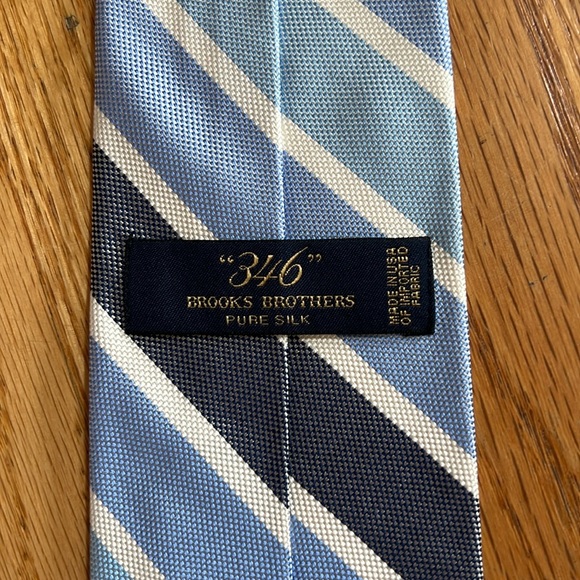 "346"
BROOKS BROTHERS
PURE SILK
MADE IN USA
OF IMPORTED
FABRIC